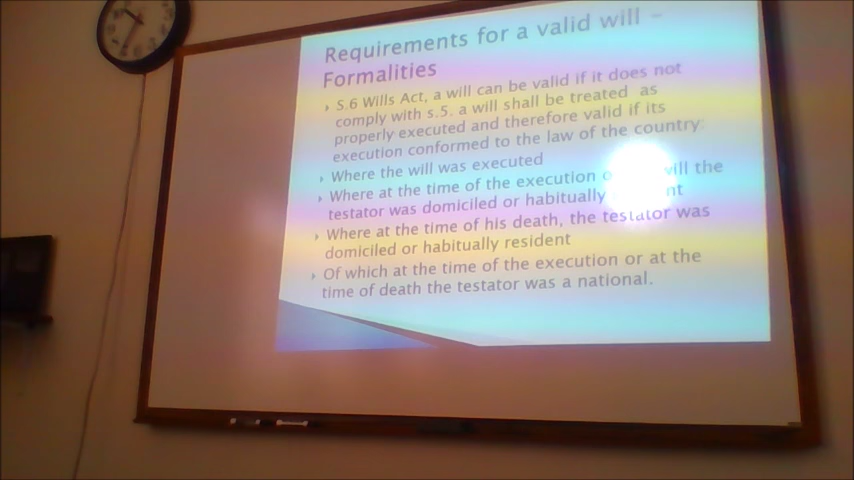 Requirements for a valid will –
Formalities
S.6 Wills Act, a will can be valid if it does not
comply with s.5. a will shall be treated as
properly executed and therefore valid if its
execution conformed to the law of the country:
Where the will was executed
Where at the time of the execution will the
testator was domiciled or habitually
Where at the time of his death, the testator was
domiciled or habitually resident
Of which at the time of the execution or at the
time of death the testator was a national.